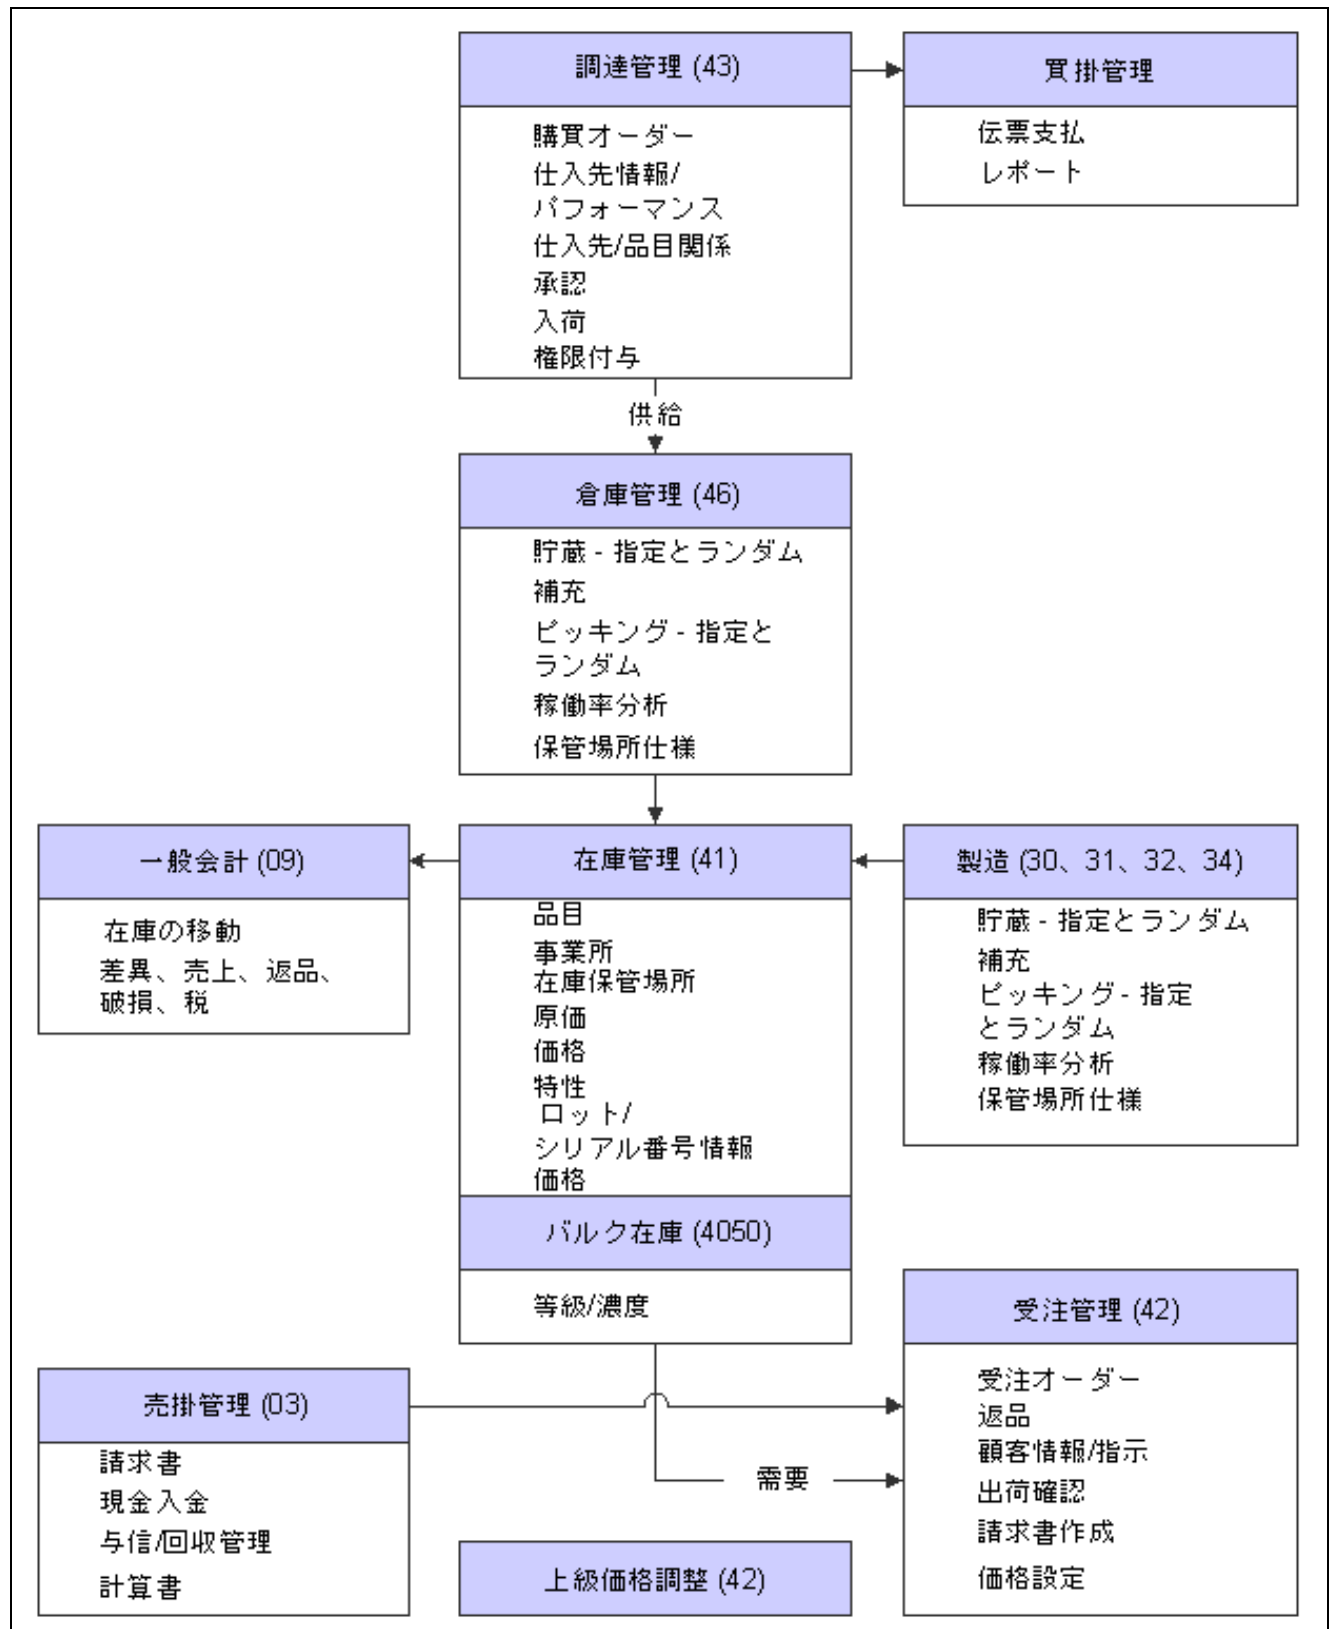 調達管理 (43)
購買オーダー
仕入先情報/
パフォーマンス
仕入先/品目関係
承認
入荷
権限付与
買掛管理
伝票支払
レポート
供給
倉庫管理 (46)
貯蔵 - 指定とランダム
補充
ピッキング - 指定と
ランダム
稼働率分析
保管場所仕様
一般会計 (09)
在庫の移動
差異、売上、返品、
破損、税
在庫管理 (41)
品目
事業所
在庫保管場所
原価
価格
特性
ロット/
シリアル番号情報
価格
バルク在庫 (4050)
等級/濃度
製造 (30、31、32、34)
貯蔵 - 指定とランダム
補充
ピッキング - 指定
とランダム
稼働率分析
保管場所仕様
売掛管理 (03)
請求書
現金入金
与信/回収管理
計算書
需要
上級価格調整 (42)
受注管理 (42)
受注オーダー
返品
顧客情報/指示
出荷確認
請求書作成
価格設定